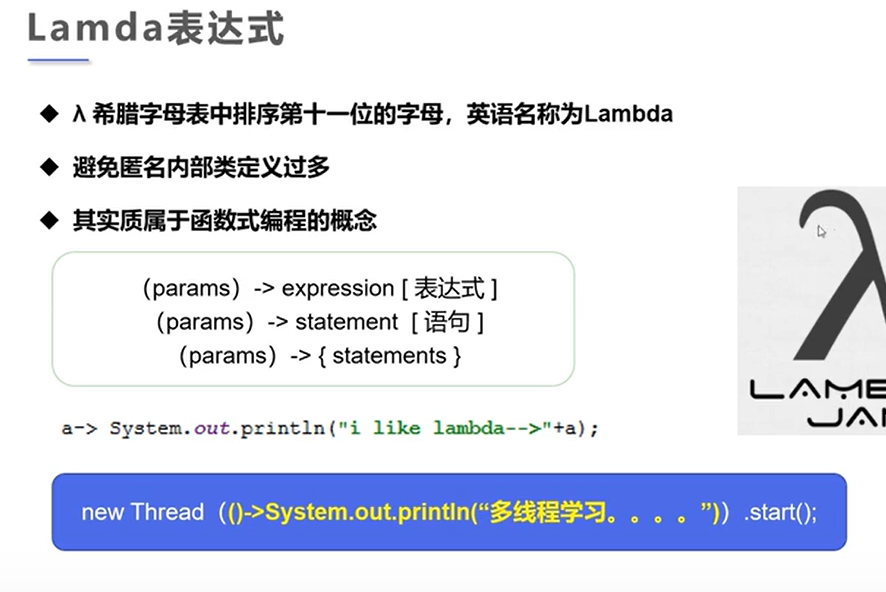 Lamda表达式
◆ λ 希腊字母表中排序第十一位的字母，英语名称为Lambda
◆ 避免匿名内部类定义过多
◆ 其实质属于函数式编程的概念
（params）-> expression [ 表达式 ]
（params）-> statement [ 语句 ]
（params）-> { statements }
a-> System.out.println("i like lambda-->"+a);
new Thread（()->System.out.println(“多线程学习。。。。”)）.start();
λ